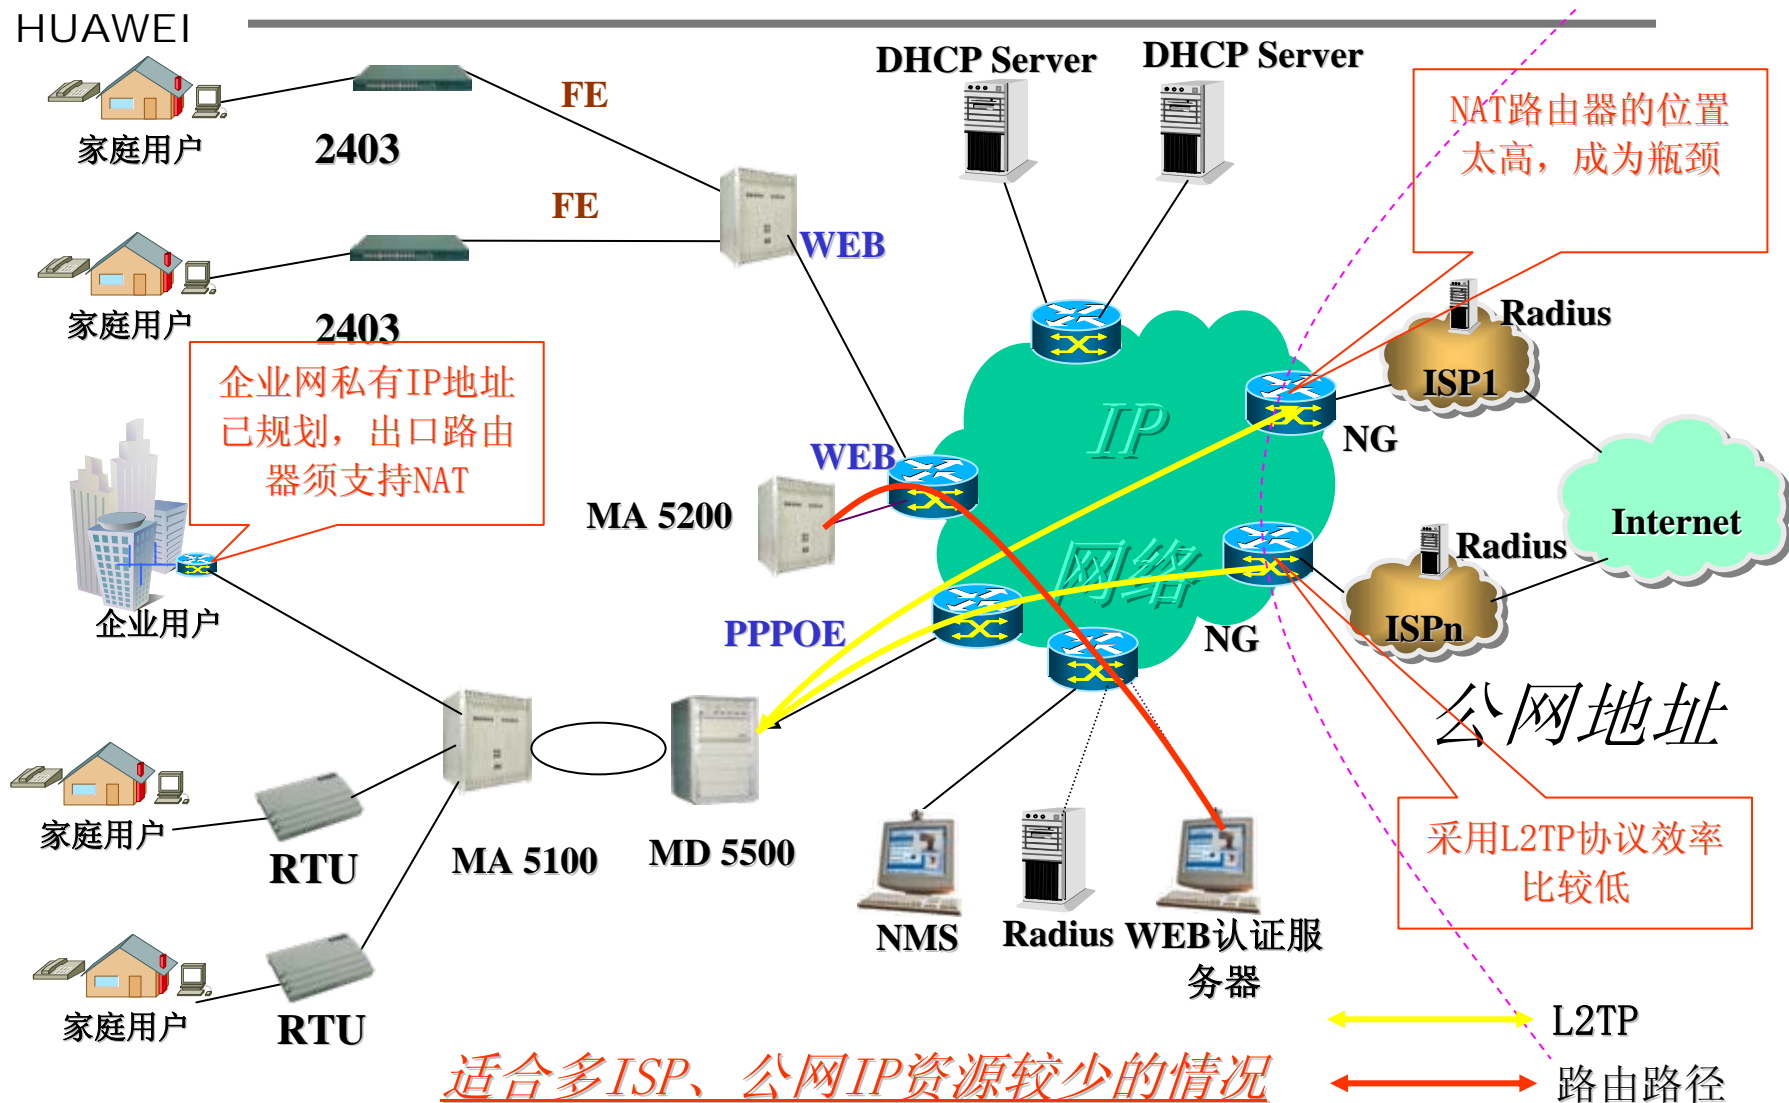 HUAWEI
DHCP Server
DHCP Server
FE
家庭用户
2403
NAT路由器的位置
太高，成为瓶颈
FE
WEB
家庭用户
2403
Radius
ISP1
企业网私有IP地址
已规划，出口路由
器须支持NAT
IP
NG
WEB
MA 5200
Internet
网络
Radius
企业用户
PPPOE
NG
ISPn
公网地址
家庭用户
RTU
MA 5100
MD 5500
采用L2TP协议效率
比较低
NMS
Radius
WEB认证服
务器
家庭用户
RTU
L2TP
适合多ISP、公网IP资源较少的情况
路由路径